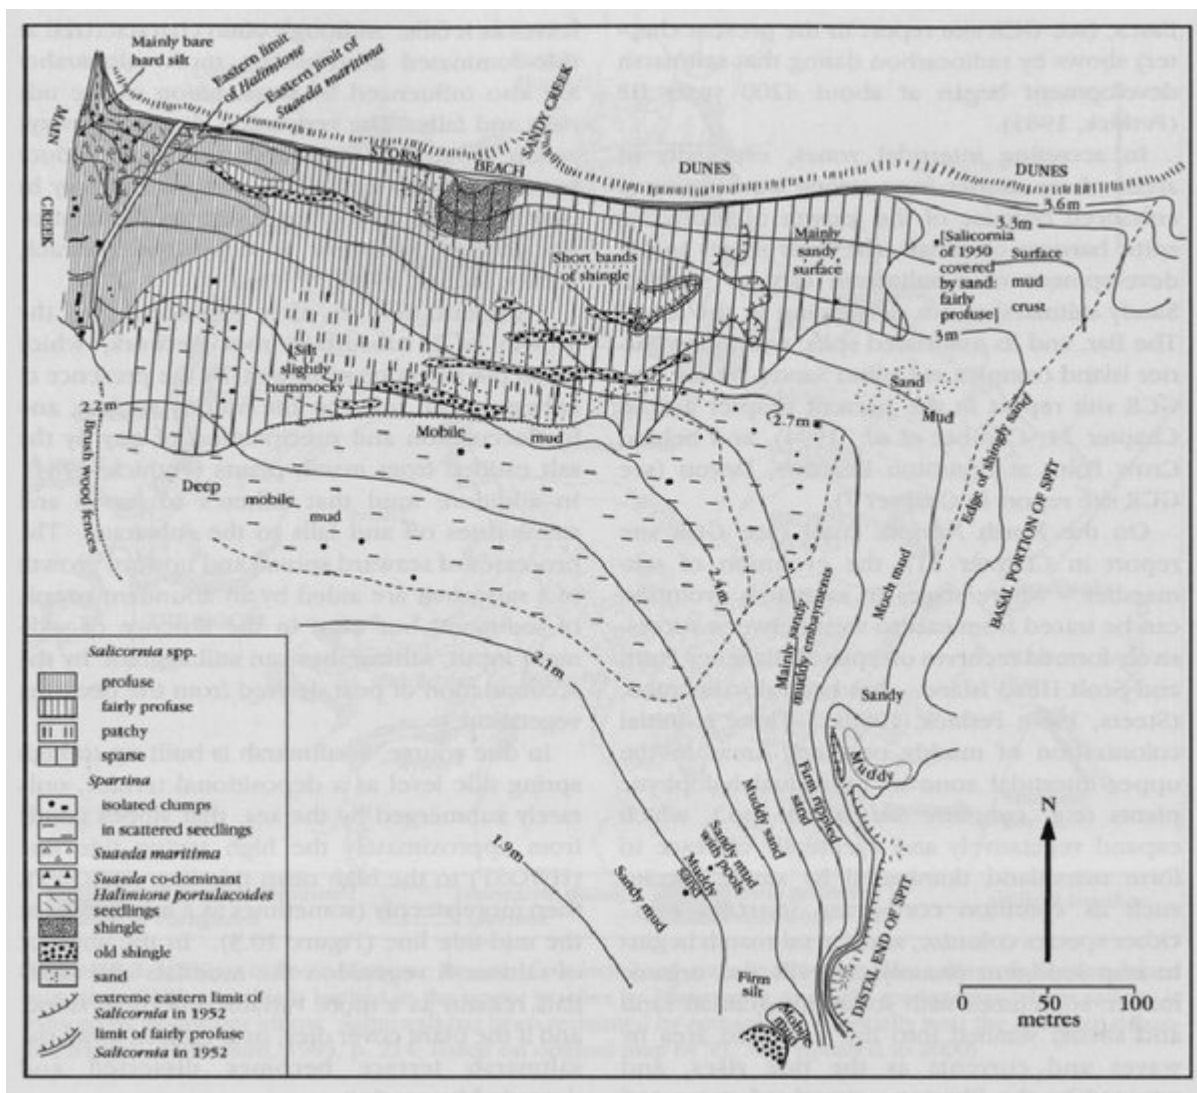 Mainly bare
hard silt
Eastern limit
of Halimione
Eastern limit of
Suaeda maritima
MAIN
CREEK
STORM
BEACH
SANDY CREEK
DUNES
DUNES
3.6m
3.3m
[Salicornia
of 1950
covered
by sand:
fairly
profuse]
Surface
mud
crust
3m
Mainly
sandy
surface
Short bands
of shingle
Silt
slightly
hummocky
Sand
Mud
2.7m
2.2m
Mobile
mud
Deep
mobile
mud
Brushwood fences
Edge of shingly sand
BASAL PORTION OF SPIT
Much mud
Mainly sandy
muddy embayments
Sandy
Muddy
Firm rippled
sand
Muddy sand
Sandy
with pools
Muddy
sand
Sandy mud
1.9m
Firm
silt
Mobile
mud
DISTAL END OF SPIT
Salicornia spp.
profuse
fairly profuse
patchy
sparse
Spartina
isolated clumps
in scattered seedlings
Suaeda maritima
Suaeda co-dominant
Halimione portulacoides
seedlings
shingle
old shingle
sand
extreme eastern limit of
Salicornia in 1952
limit of fairly profuse
Salicornia in 1952
N
0 50 100
metres